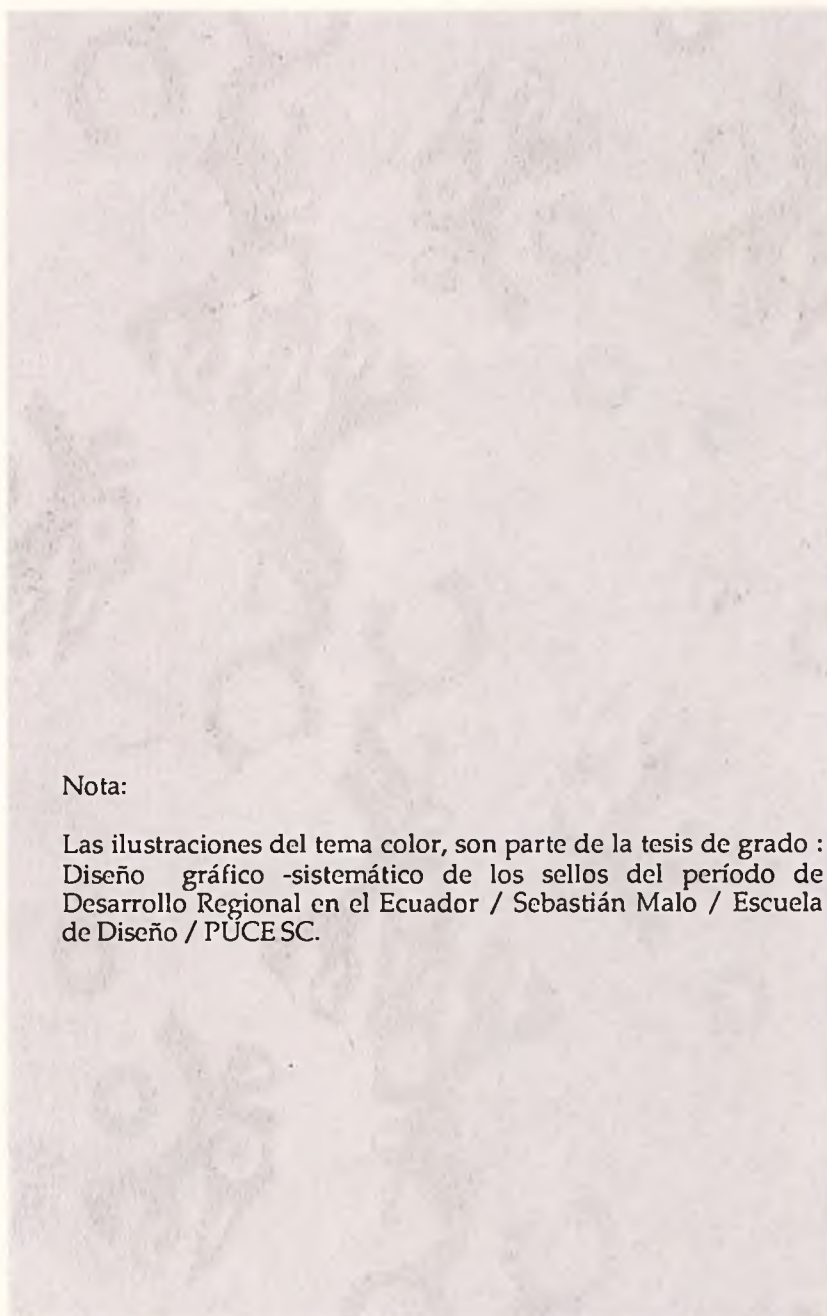 Nota:
Las ilustraciones del tema color, son parte de la tesis de grado :
Diseño gráfico -sistemático de los sellos del período de
Desarrollo Regional en el Ecuador / Sebastián Malo / Escuela
de Diseño / PUCE SC.